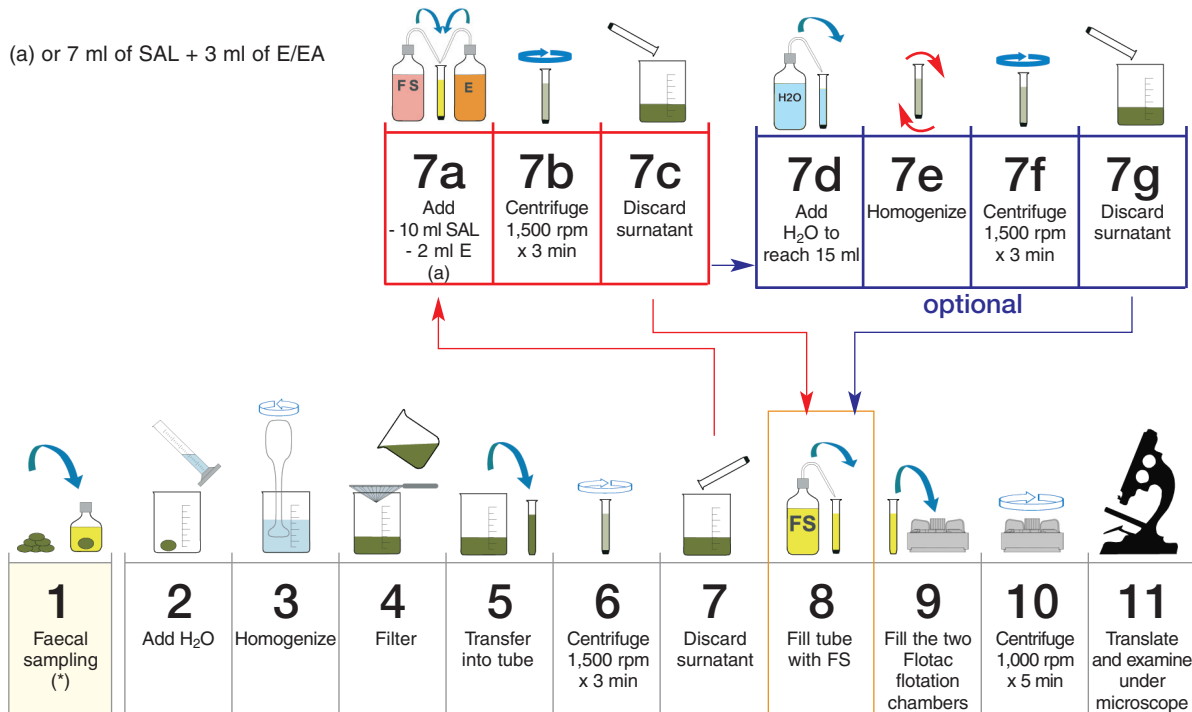 (a) or 7 ml of SAL + 3 ml of E/EA
F S
E
H2O
7a
Add
- 10 ml SAL
- 2 ml E
(a)
7b
Centrifuge
1,500 rpm
x 3 min
7c
Discard
surnatant
7d
Add
H₂O to
reach 15 ml
7e
Homogenize
7f
Centrifuge
1,500 rpm
x 3 min
7g
Discard
surnatant
optional
FS
1
Faecal
sampling
(*)
2
Add H₂O
3
Homogenize
4
Filter
5
Transfer
into tube
6
Centrifuge
1,500 rpm
x 3 min
7
Discard
surnatant
8
Fill tube
with FS
9
Fill the two
Flotac
flotation
chambers
10
Centrifuge
1,000 rpm
x 5 min
11
Translate
and examine
under
microscope